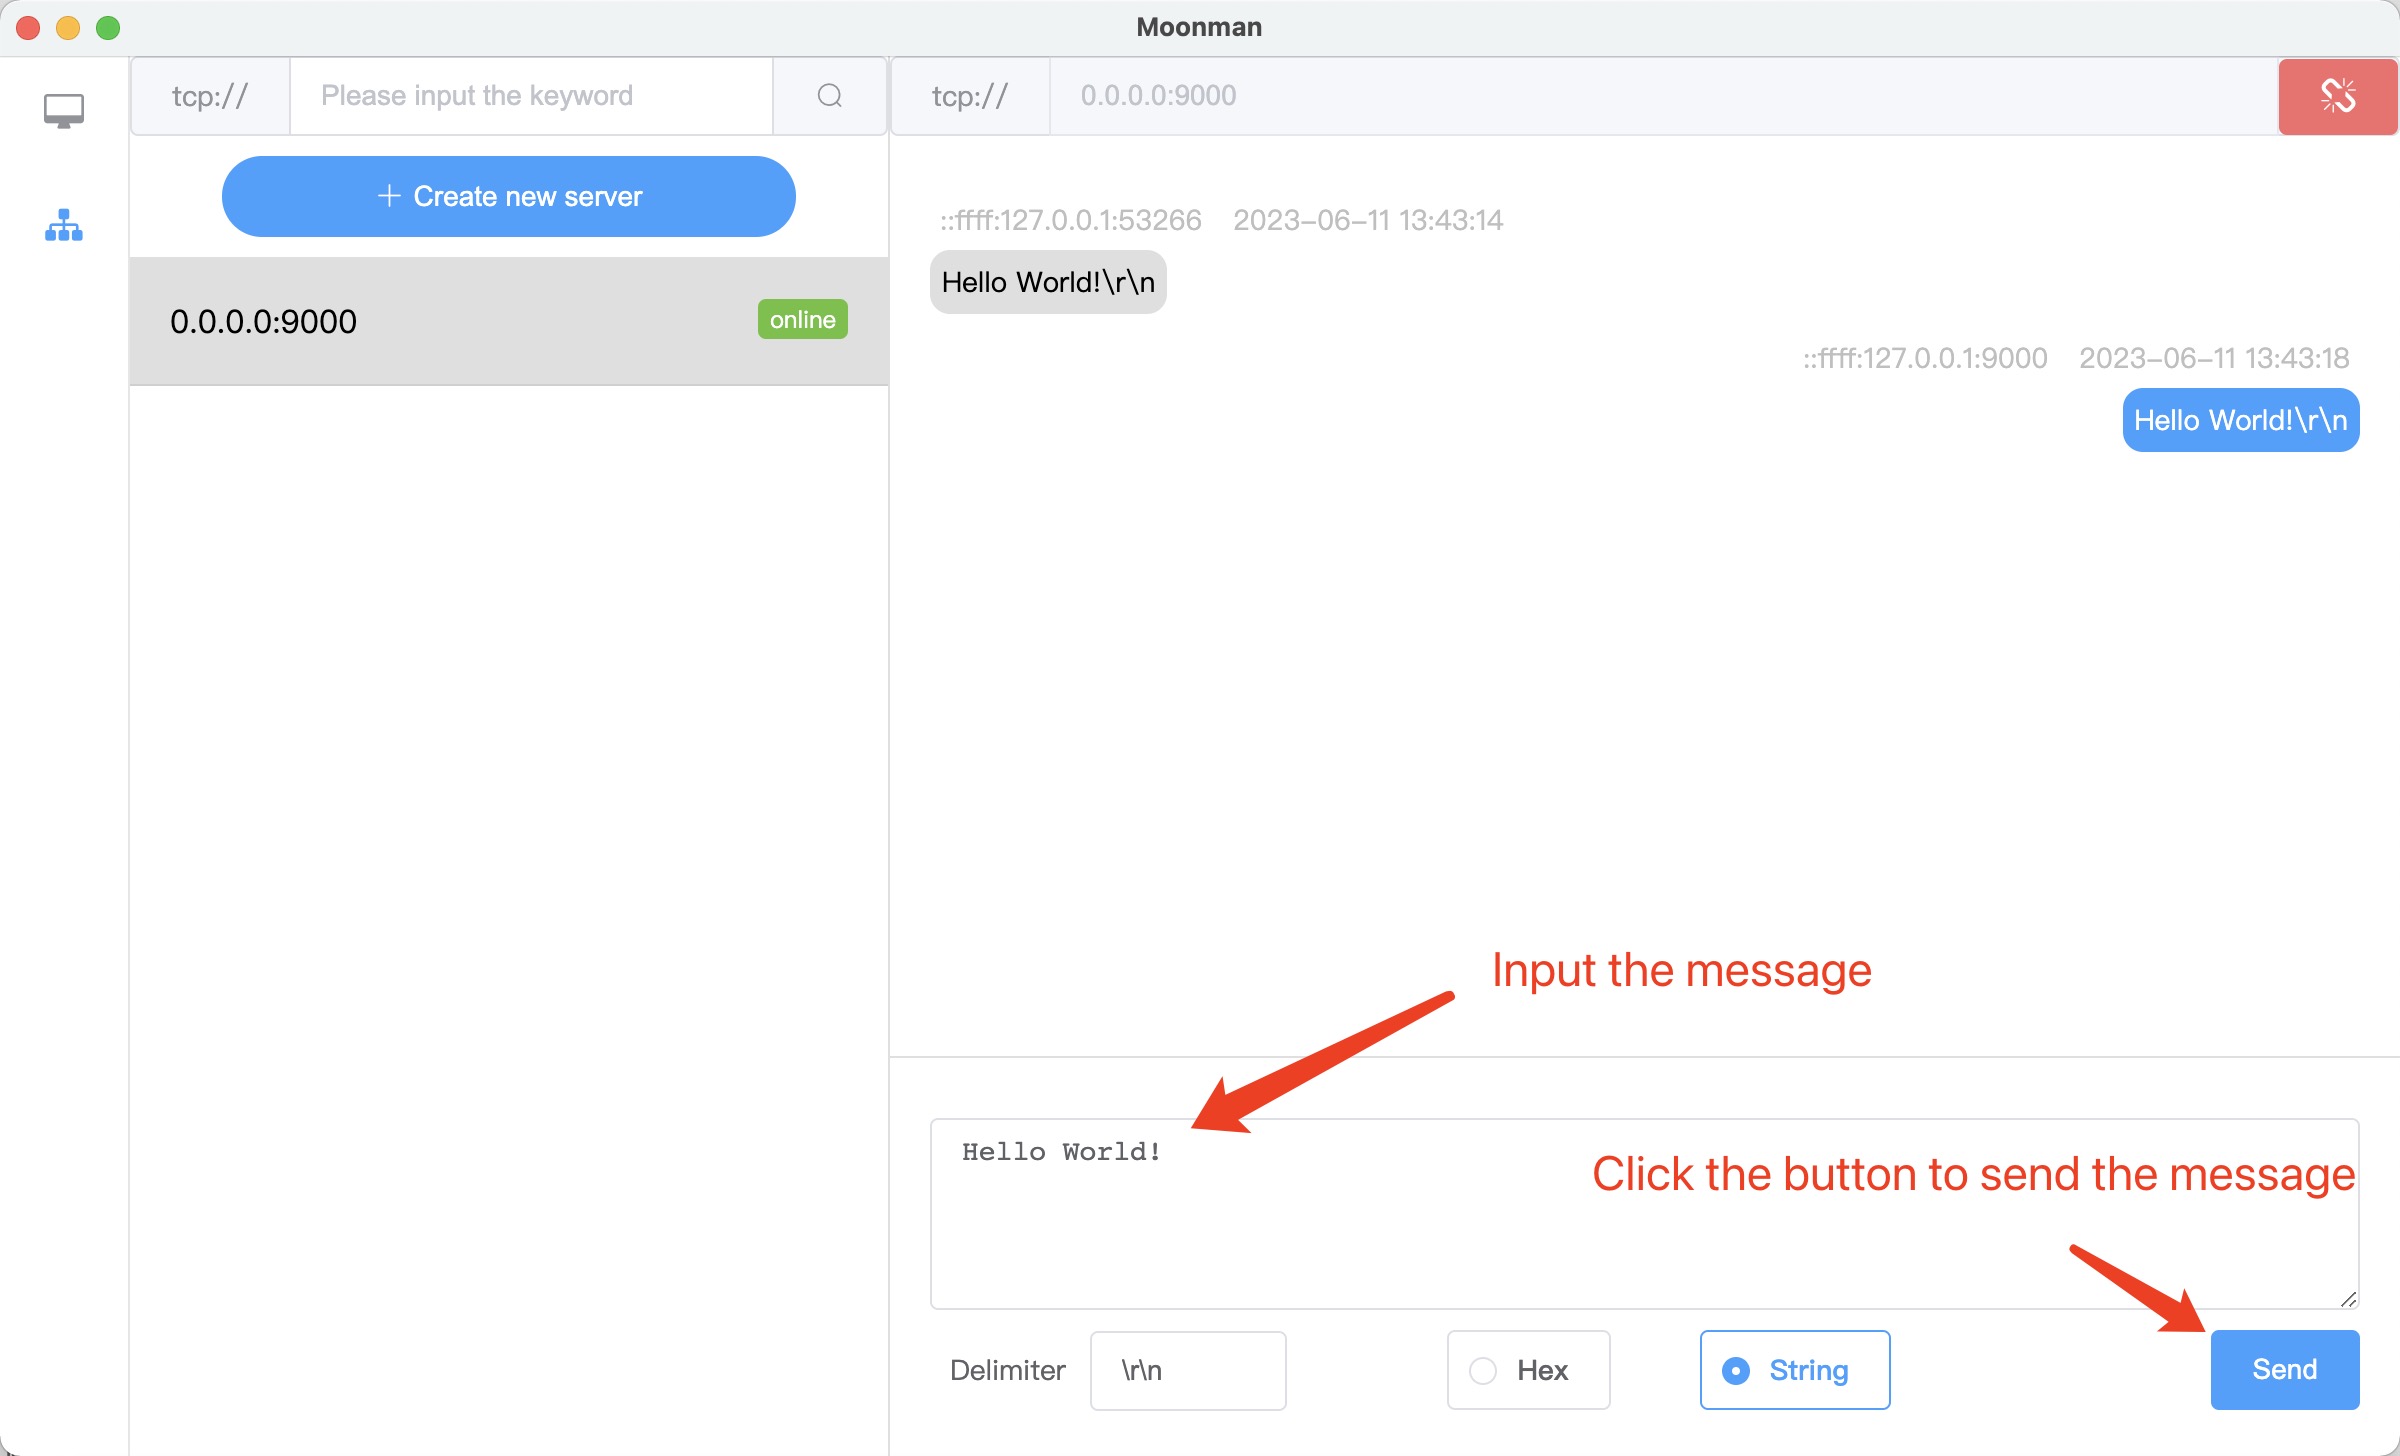 Moonman
tcp://
Please input the keyword
tcp://
0.0.0.0:9000
+ Create new server
0.0.0.0:9000
online
::ffff:127.0.0.1:53266 2023-06-11 13:43:14
Hello World!\r\n
::ffff:127.0.0.1:9000 2023-06-11 13:43:18
Hello World!\r\n
Input the message
Hello World!
Click the button to send the message
Delimiter
\r\n
Hex
String
Send